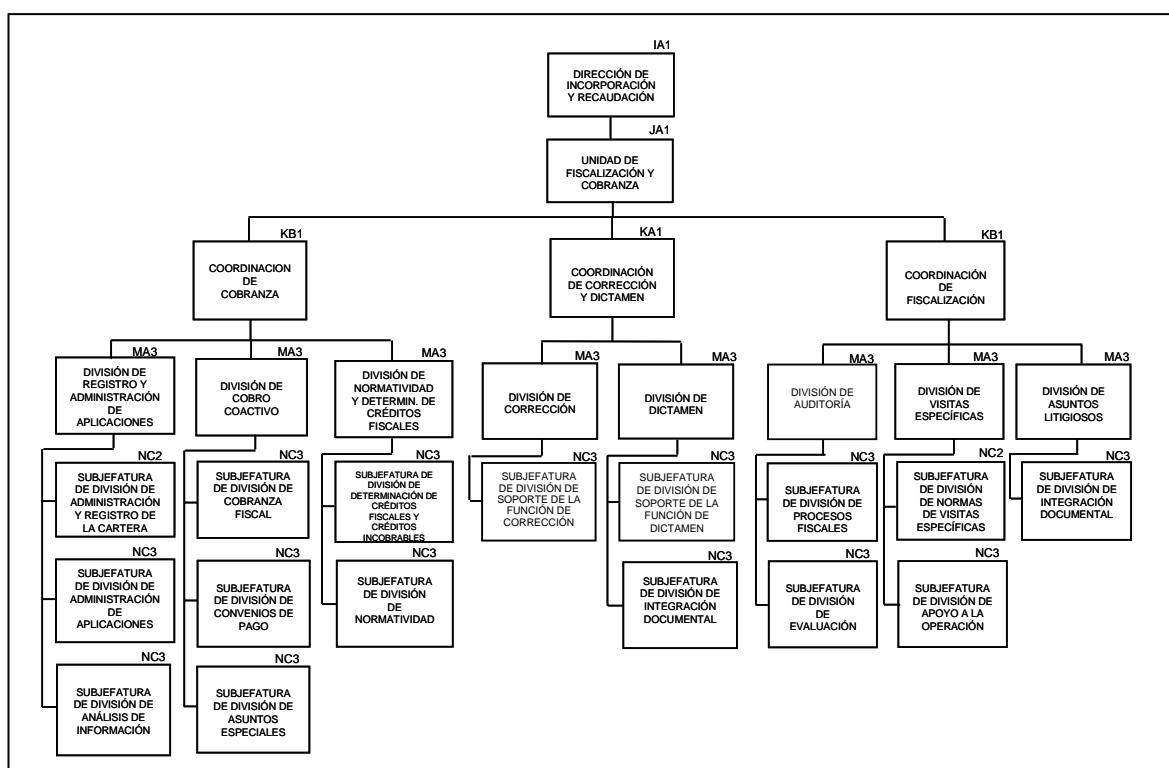 IA1
DIRECCIÓN DE
INCORPORACIÓN
Y RECAUDACIÓN
JA1
UNIDAD DE
FISCALIZACIÓN Y
COBRANZA
KB1
COORDINACION
DE
COBRANZA
KA1
COORDINACIÓN
DE CORRECCIÓN
Y DICTAMEN
KB1
COORDINACIÓN
DE
FISCALIZACIÓN
MA3
DIVISIÓN DE
REGISTRO Y
ADMINISTRACIÓN
DE
APLICACIONES
MA3
DIVISIÓN DE
COBRO
COACTIVO
MA3
DIVISIÓN DE
NORMATIVIDAD
Y DETERMIN. DE
CRÉDITOS
FISCALES
MA3
DIVISIÓN DE
CORRECCIÓN
MA3
DIVISIÓN DE
DICTAMEN
MA3
DIVISIÓN DE
AUDITORÍA
MA3
DIVISIÓN DE
VISITAS
ESPECÍFICAS
MA3
DIVISIÓN DE
ASUNTOS
LITIGIOSOS
NC2
SUBJEFATURA
DE DIVISIÓN DE
ADMINISTRACIÓN
Y REGISTRO DE
LA CARTERA
NC3
SUBJEFATURA
DE DIVISIÓN DE
COBRANZA
FISCAL
NC3
SUBJEFATURA DE
DIVISIÓN DE
DETERMINACIÓN DE
CRÉDITOS
FISCALES Y
CRÉDITOS
INCOBRABLES
NC3
SUBJEFATURA
DE DIVISIÓN DE
SOPORTE DE LA
FUNCIÓN DE
CORRECCIÓN
NC3
SUBJEFATURA
DE DIVISIÓN DE
SOPORTE DE LA
FUNCIÓN DE
DICTAMEN
NC3
SUBJEFATURA
DE DIVISIÓN DE
PROCESOS
FISCALES
NC2
SUBJEFATURA
DE DIVISIÓN
DE NORMAS
DE VISITAS
ESPECÍFICAS
NC3
SUBJEFATURA
DE DIVISIÓN DE
INTEGRACIÓN
DOCUMENTAL
NC3
SUBJEFATURA
DE DIVISIÓN DE
ADMINISTRACIÓN
DE
APLICACIONES
NC3
SUBJEFATURA
DE DIVISIÓN DE
CONVENIOS DE
PAGO
NC3
SUBJEFATURA
DE DIVISIÓN
DE
NORMATIVIDAD
NC3
SUBJEFATURA
DE DIVISIÓN DE
INTEGRACIÓN
DOCUMENTAL
NC3
SUBJEFATURA
DE DIVISIÓN
DE
EVALUACIÓN
NC3
SUBJEFATURA
DE DIVISIÓN DE
APOYO A LA
OPERACIÓN
NC3
SUBJEFATURA
DE DIVISIÓN DE
ANÁLISIS DE
INFORMACIÓN
NC3
SUBJEFATURA
DE DIVISIÓN DE
ASUNTOS
ESPECIALES